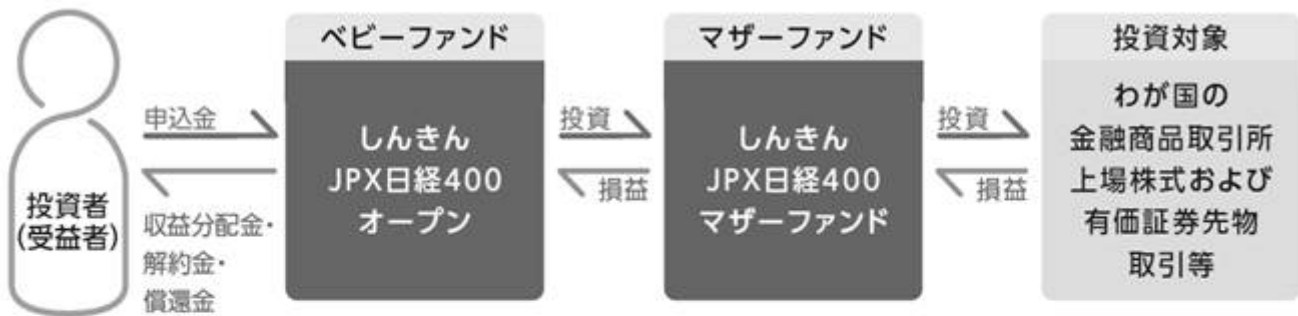 投資者
(受益者)
申込金
収益分配金・
解約金・
償還金
ベビーファンド
しんきん
JPX日経400
オープン
投資
損益
マザーファンド
しんきん
JPX日経400
マザーファンド
投資
損益
投資対象
わが国の
金融商品取引所
上場株式および
有価証券先物
取引等